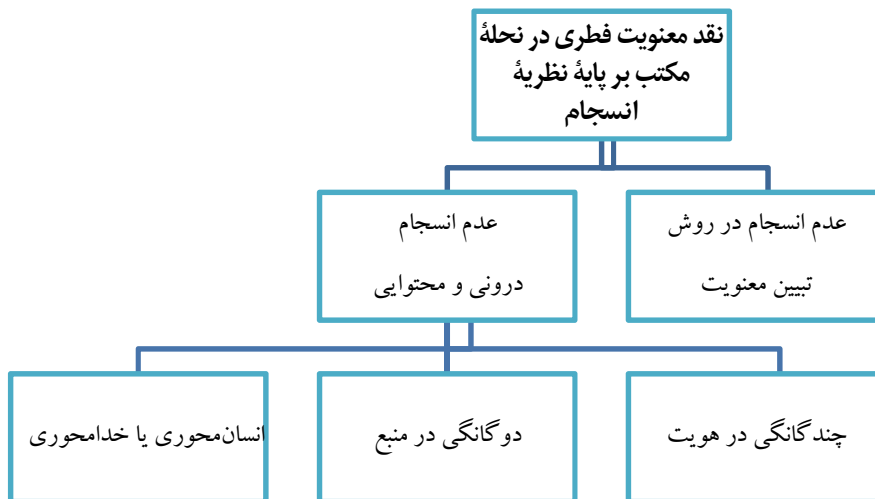 نقد معنویت فطری در نحلهٔ
مکتب بر پایهٔ نظریهٔ
انسجام
عدم انسجام در روش
تبیین معنویت
عدم انسجام
درونی و محتوایی
چندگانگی در هویت
دوگانگی در منبع
انسان‌محوری یا خدامحوری